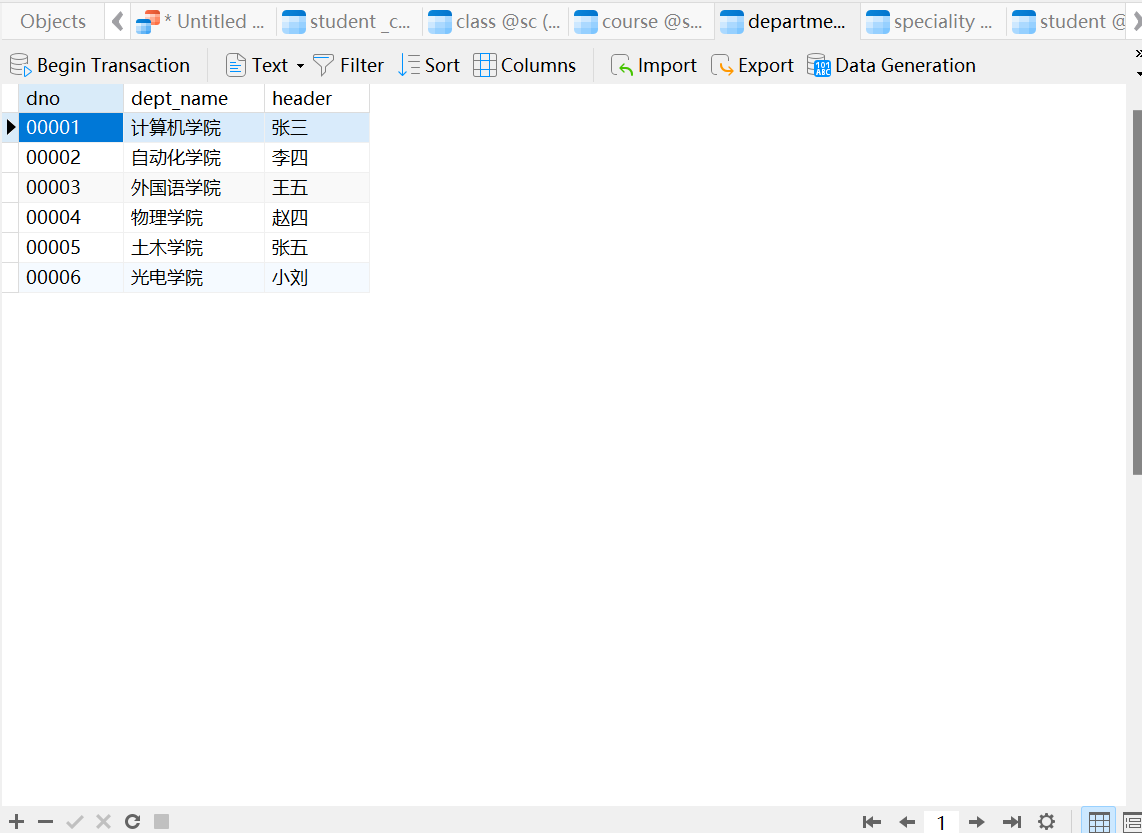 Objects * Untitled ... student _c... class @sc (... course @s... departme... speciality ... student @
Begin Transaction Text Filter Sort Columns Import Export Data Generation
dno dept_name header
00001 计算机学院 张三
00002 自动化学院 李四
00003 外国语学院 王五
00004 物理学院 赵四
00005 土木学院 张五
00006 光电学院 小刘
1